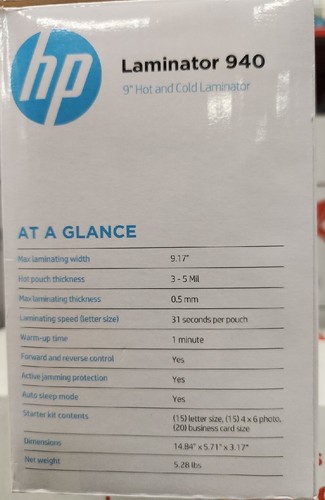 hp
Laminator 940
9" Hot and Cold Laminator
AT A GLANCE
Max laminating width 9.17"
Hot pouch thickness 3 - 5 Mil
Max laminating thickness 0.5 mm
Laminating speed (letter size) 31 seconds per pouch
Warm-up time 1 minute
Forward and reverse control Yes
Active jamming protection Yes
Auto sleep mode Yes
Starter kit contents (15) letter size, (15) 4 x 6 photo,
(20) business card size
Dimensions 14.84" x 5.71" x 3.17"
Net weight 5.28 lbs